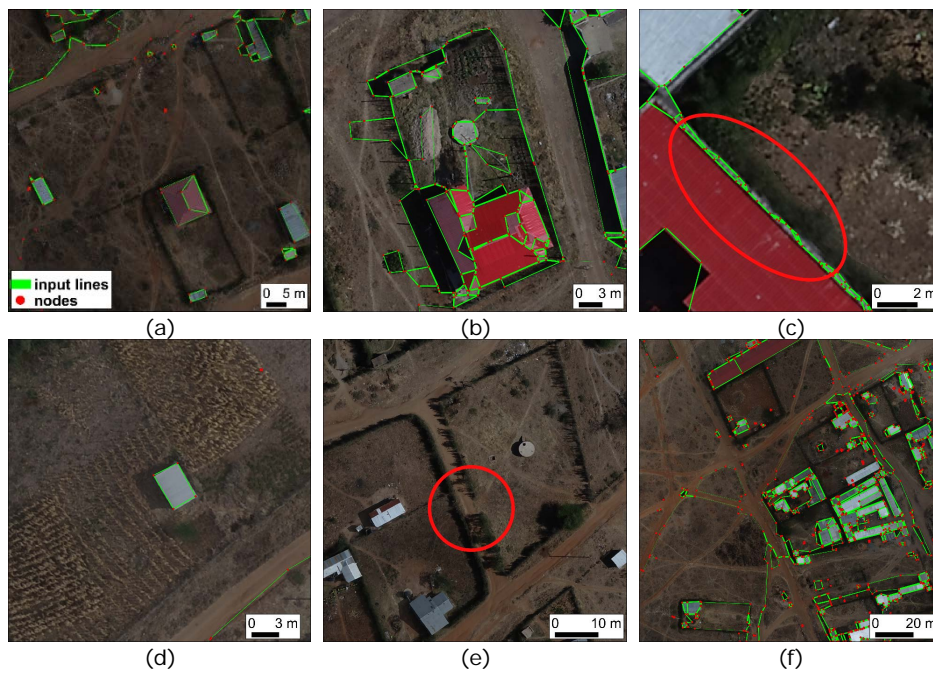 input lines
nodes
0 5 m
0 3 m
0 2 m
(a) (b) (c)
0 3 m
0 10 m
0 20 m
(d) (e) (f)